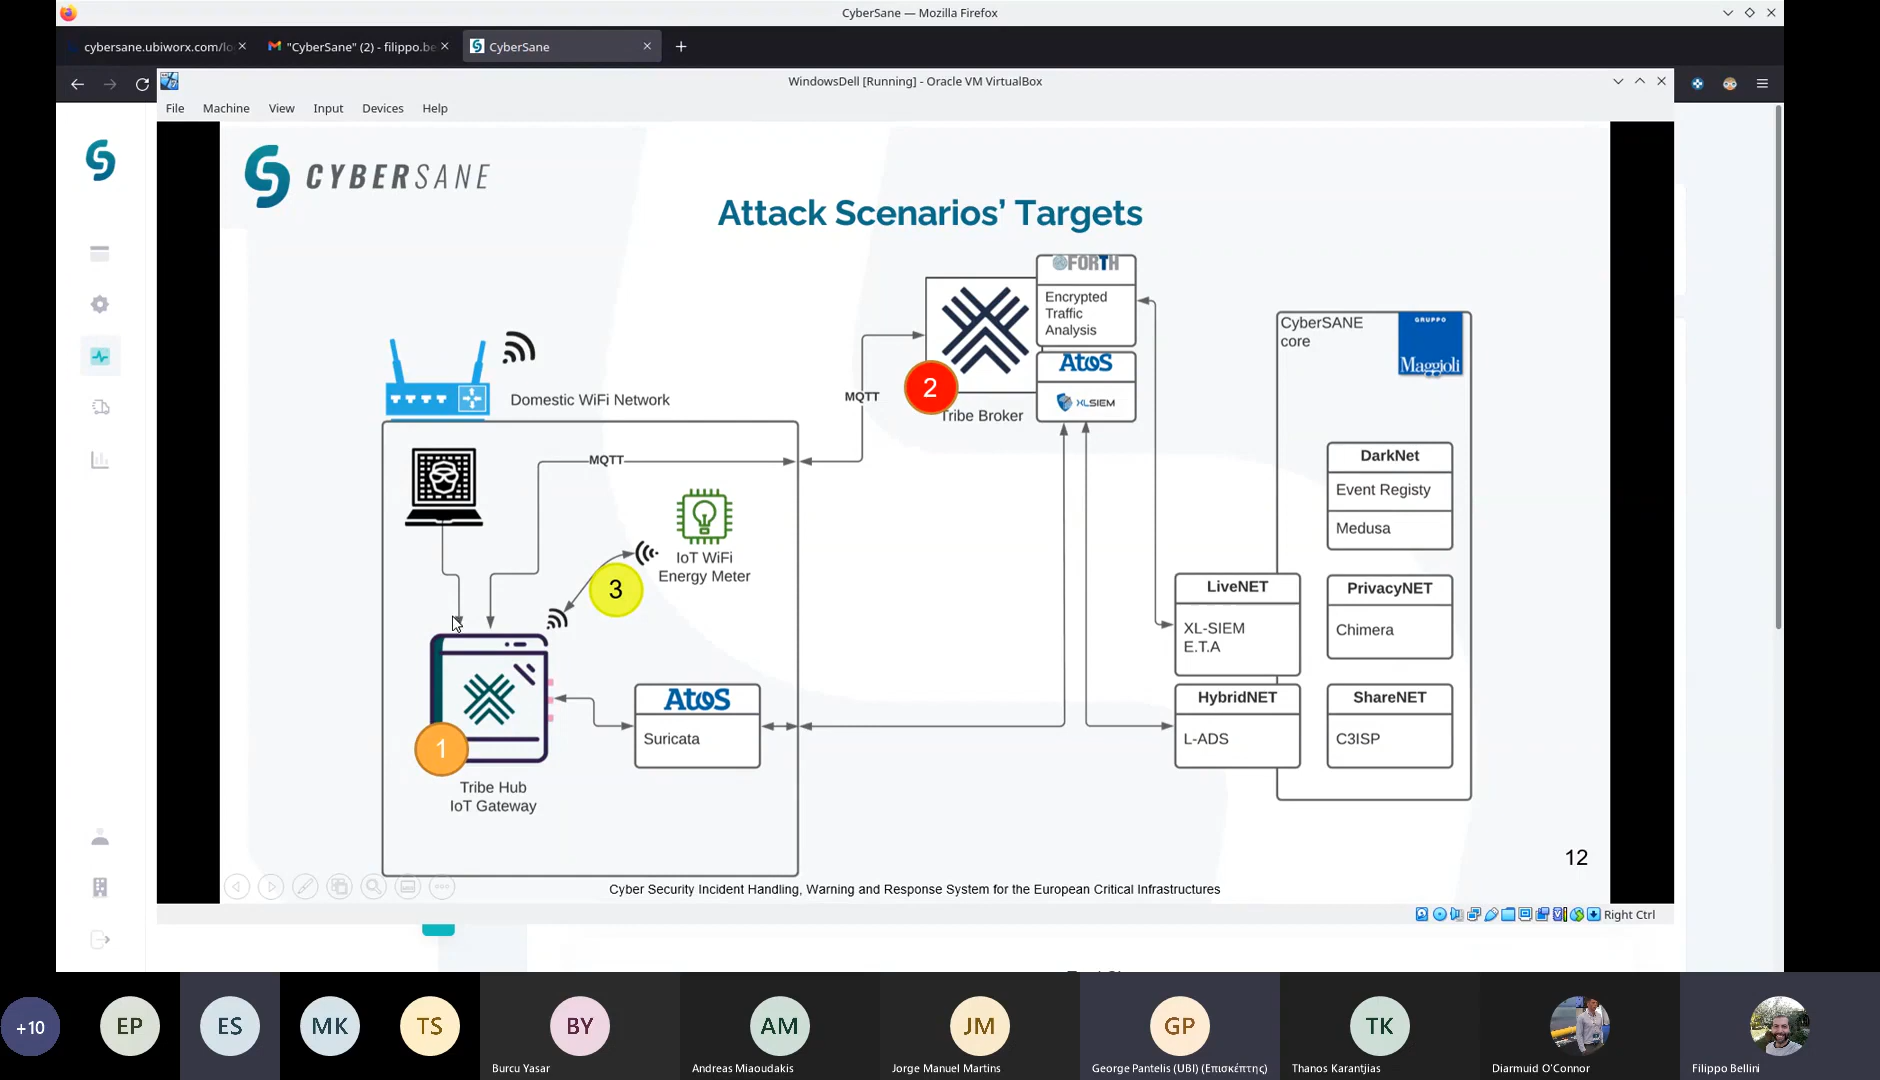 CyberSane — Mozilla Firefox
cybersane.ubiworx.com/lo
"CyberSane" (2) - filippo.be
CyberSane
WindowsDell [Running] - Oracle VM VirtualBox
File Machine View Input Devices Help
CYBERSANE
Attack Scenarios' Targets
FORTH
Encrypted
Traffic
Analysis
Atos
XLSIEM
2
Tribe Broker
MQTT
CyberSANE
core
GRUPPO
Maggioli
Domestic WiFi Network
MQTT
IoT WiFi
Energy Meter
3
DarkNet
Event Registy
Medusa
LiveNET
XL-SIEM
E.T.A
PrivacyNET
Chimera
HybridNET
L-ADS
ShareNET
C3ISP
Atos
Suricata
1
Tribe Hub
IoT Gateway
12
Cyber Security Incident Handling, Warning and Response System for the European Critical Infrastructures
Right Ctrl
+10
EP
ES
MK
TS
BY
Burcu Yasar
AM
Andreas Miaoudakis
JM
Jorge Manuel Martins
GP
George Pantelis (UBI) (Επισκέπτης)
TK
Thanos Karantjias
Diarmuid O'Connor
Filippo Bellini